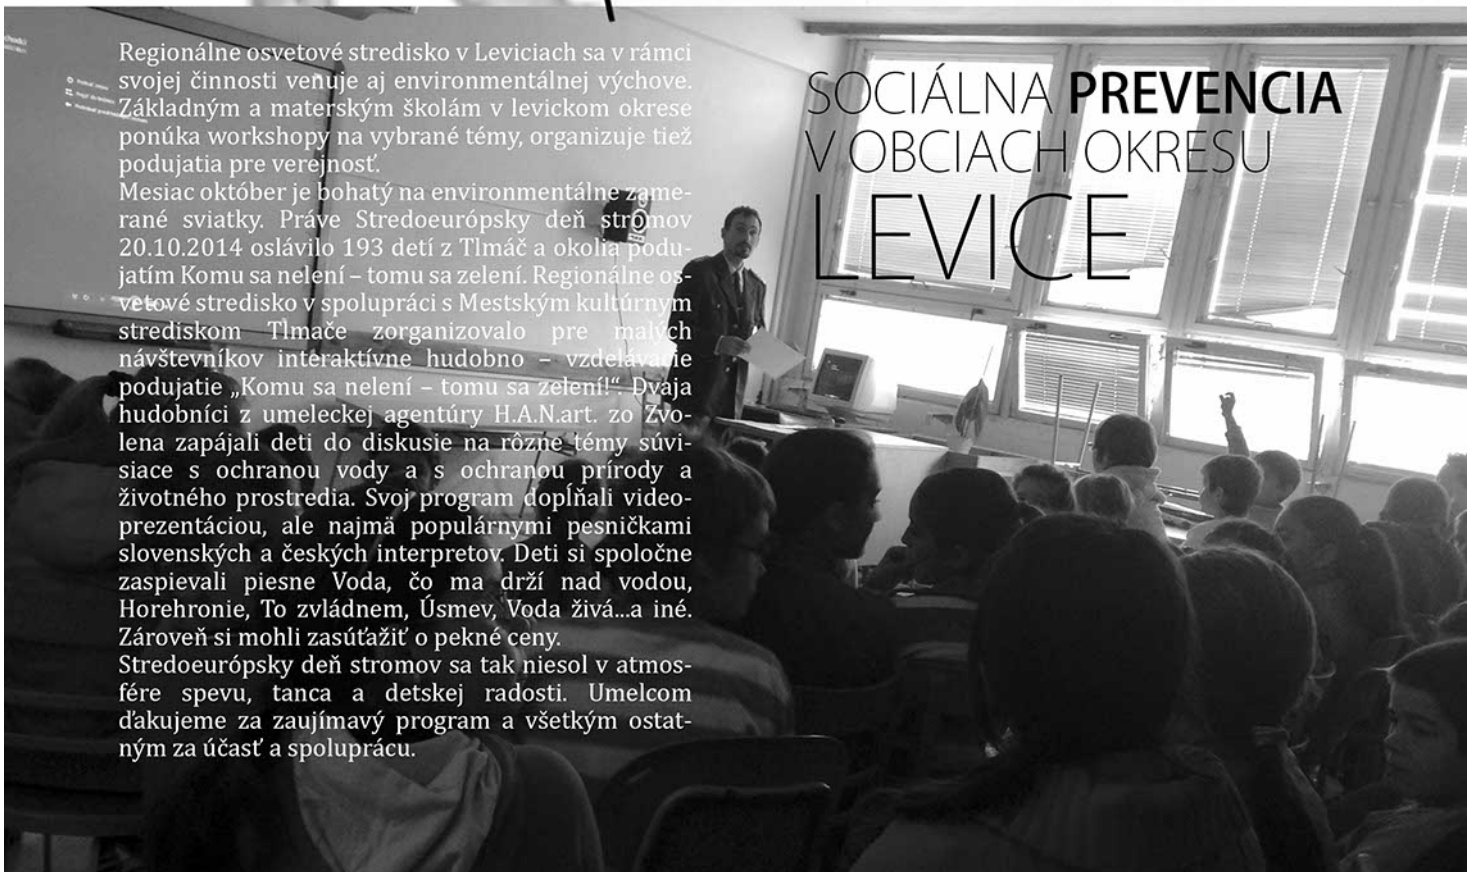 Regionálne osvetové stredisko v Leviciach sa v rámci
svojej činnosti venuje aj environmentálnej výchove.
Základným a materským školám v levickom okrese
ponúka workshopy na vybrané témy, organizuje tiež
podujatia pre verejnosť.
Mesiac október je bohatý na environmentálne zame-
rané sviatky. Práve Stredoeurópsky deň stromov
20.10.2014 oslávilo 193 detí z Tlmáč a okolia podu-
jatím Komu sa nelení – tomu sa zelení. Regionálne os-
vetové stredisko v spolupráci s Mestským kultúrnym
strediskom Tlmače zorganizovalo pre malých
návštevníkov interaktívne hudobno – vzdelávacie
podujatie „Komu sa nelení – tomu sa zelení!“. Dvaja
hudobníci z umeleckej agentúry H.A.N.art. zo Zvo-
lena zapájali deti do diskusie na rôzne témy súvi-
siace s ochranou vody a s ochranou prírody a
životného prostredia. Svoj program dopĺňali video-
prezentáciou, ale najmä populárnymi pesničkami
slovenských a českých interpretov. Deti si spoločne
zaspievali piesne Voda, čo ma drží nad vodou,
Horehronie, To zvládnem, Úsmev, Voda živá...a iné.
Zároveň si mohli zasúťažiť o pekné ceny.
Stredoeurópsky deň stromov sa tak niesol v atmos-
fére spevu, tanca a detskej radosti. Umelcom
ďakujeme za zaujímavý program a všetkým ostat-
ným za účasť a spoluprácu.
SOCIÁLNA PREVENCIA
V OBCIACH OKRESU
LEVICE